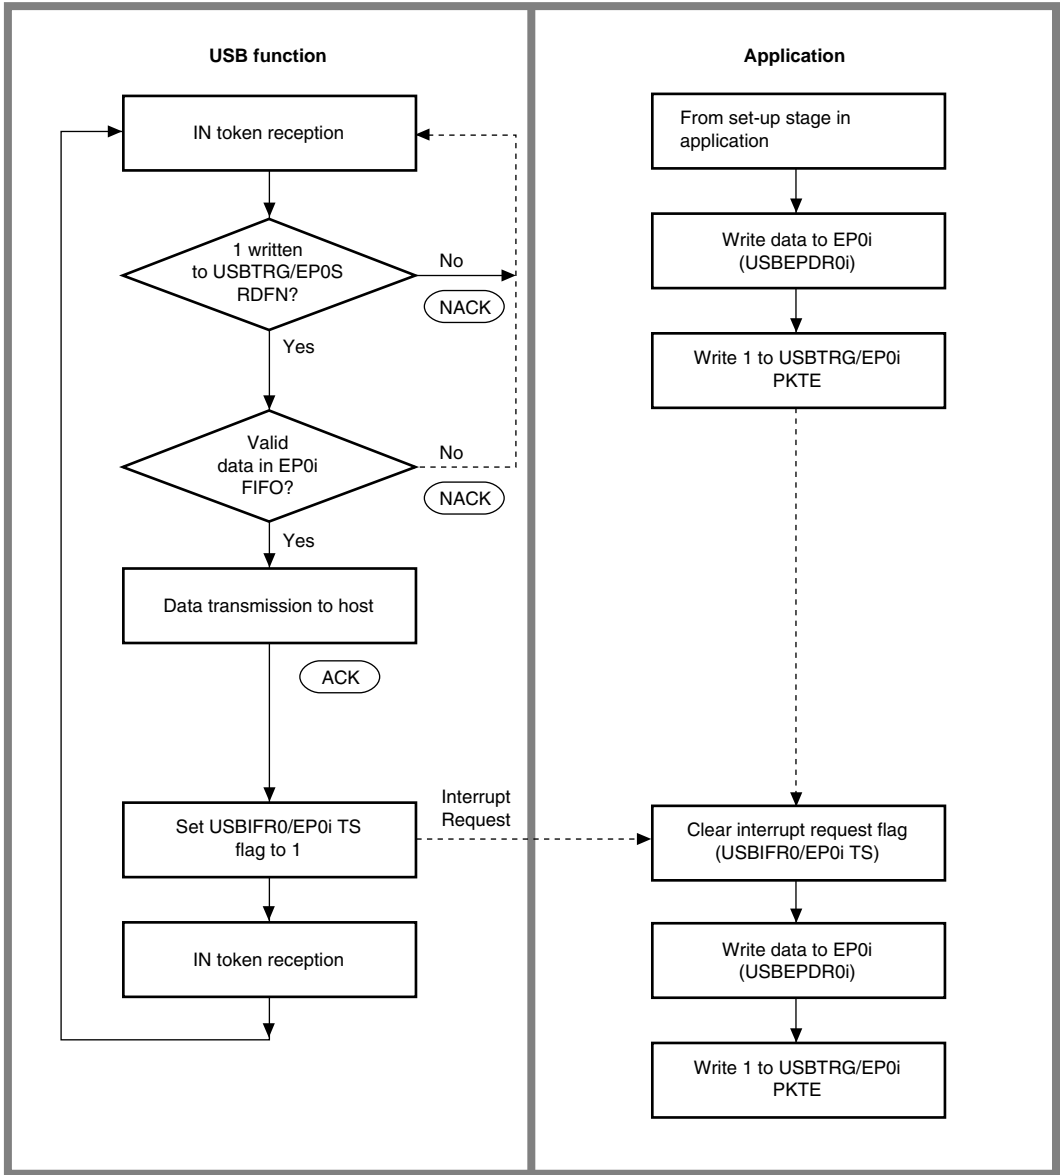 USB function
IN token reception
1 written
to USBTRG/EP0S
RDFN?
No
NACK
Yes
Valid
data in EP0i
FIFO?
No
NACK
Yes
Data transmission to host
ACK
Set USBIFR0/EP0i TS
flag to 1
Interrupt
Request
IN token reception
Application
From set-up stage in
application
Write data to EP0i
(USBEPDR0i)
Write 1 to USBTRG/EP0i
PKTE
Clear interrupt request flag
(USBIFR0/EP0i TS)
Write data to EP0i
(USBEPDR0i)
Write 1 to USBTRG/EP0i
PKTE